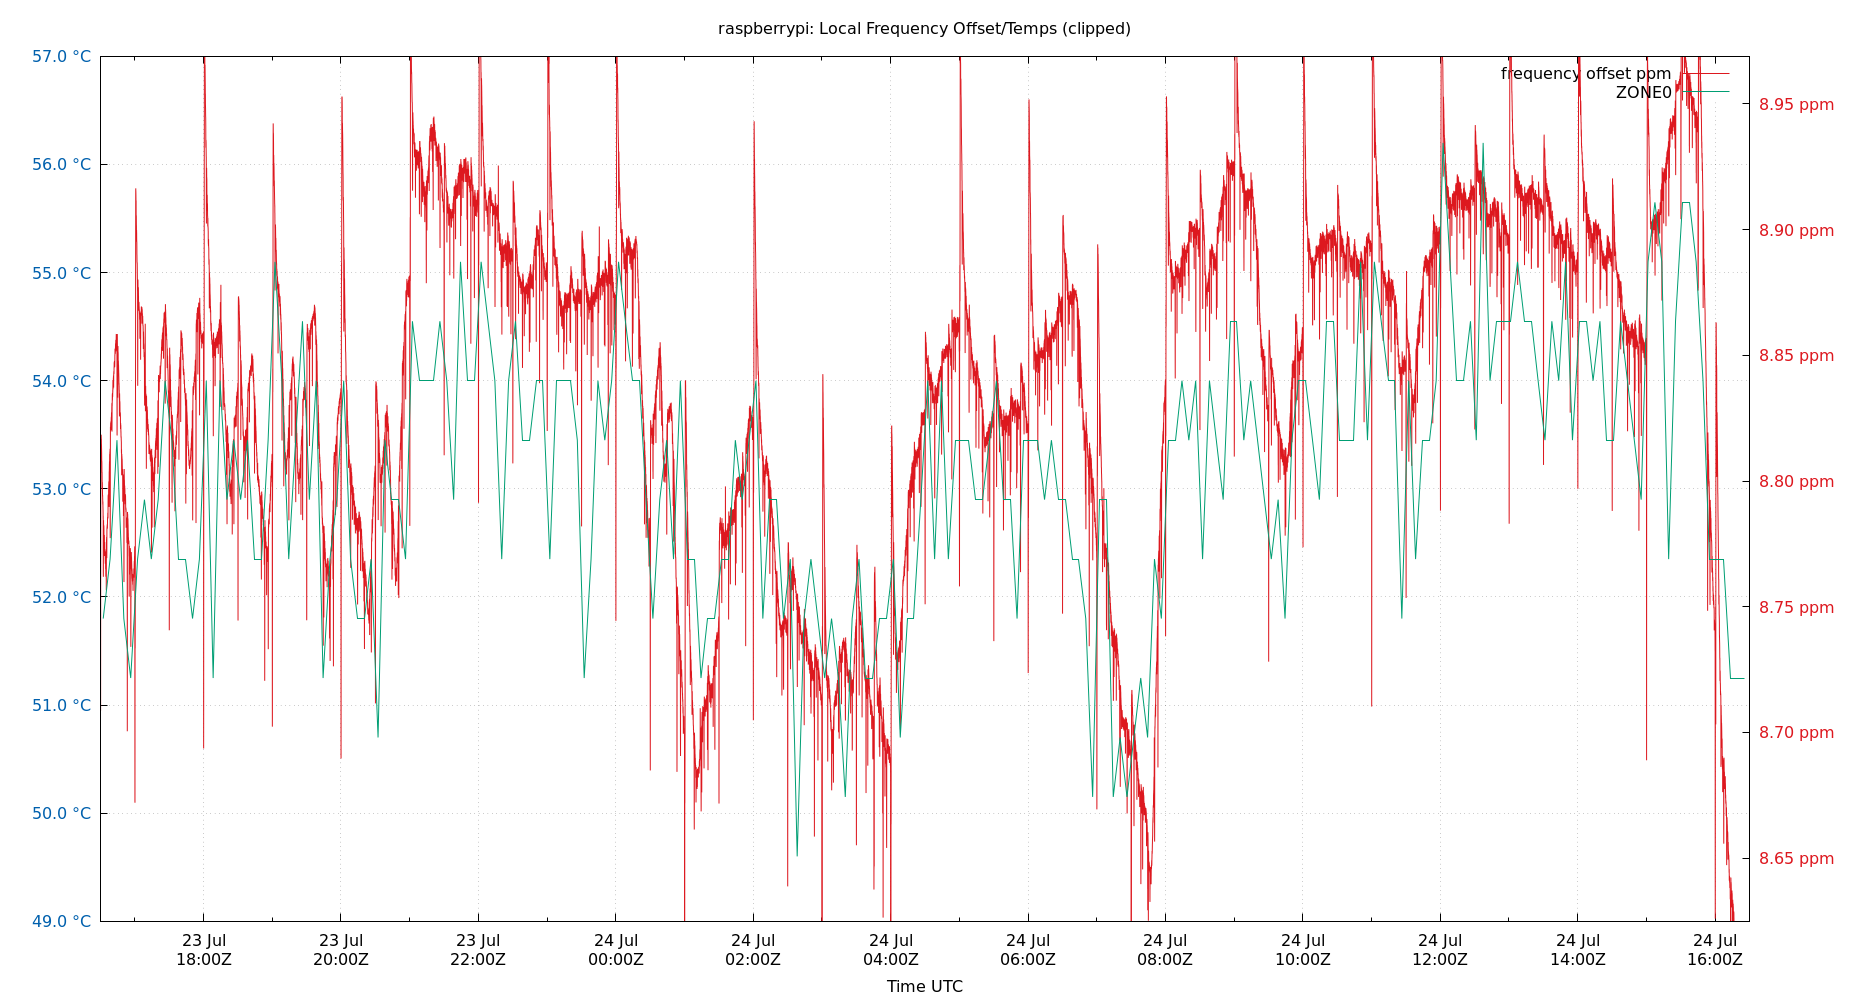 raspberrypi: Local Frequency Offset/Temps (clipped)
57.0 °C
56.0 °C
55.0 °C
54.0 °C
53.0 °C
52.0 °C
51.0 °C
50.0 °C
49.0 °C
frequency offset ppm
ZONE0
8.95 ppm
8.90 ppm
8.85 ppm
8.80 ppm
8.75 ppm
8.70 ppm
8.65 ppm
23 Jul 23 Jul 23 Jul 24 Jul 24 Jul 24 Jul 24 Jul 24 Jul 24 Jul 24 Jul 24 Jul 24 Jul
18:00Z 20:00Z 22:00Z 00:00Z 02:00Z 04:00Z 06:00Z 08:00Z 10:00Z 12:00Z 14:00Z 16:00Z
Time UTC